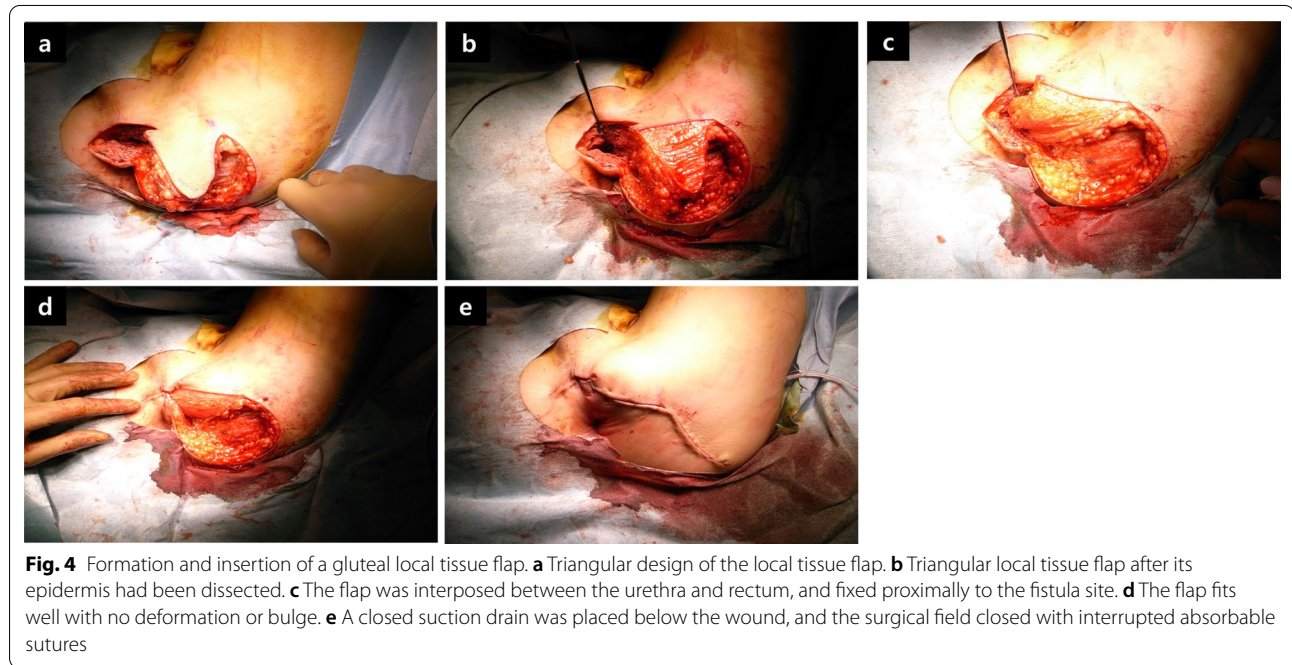 a
b
c
d
e
Fig. 4 Formation and insertion of a gluteal local tissue flap. a Triangular design of the local tissue flap. b Triangular local tissue flap after its
epidermis had been dissected. c The flap was interposed between the urethra and rectum, and fixed proximally to the fistula site. d The flap fits
well with no deformation or bulge. e A closed suction drain was placed below the wound, and the surgical field closed with interrupted absorbable
sutures